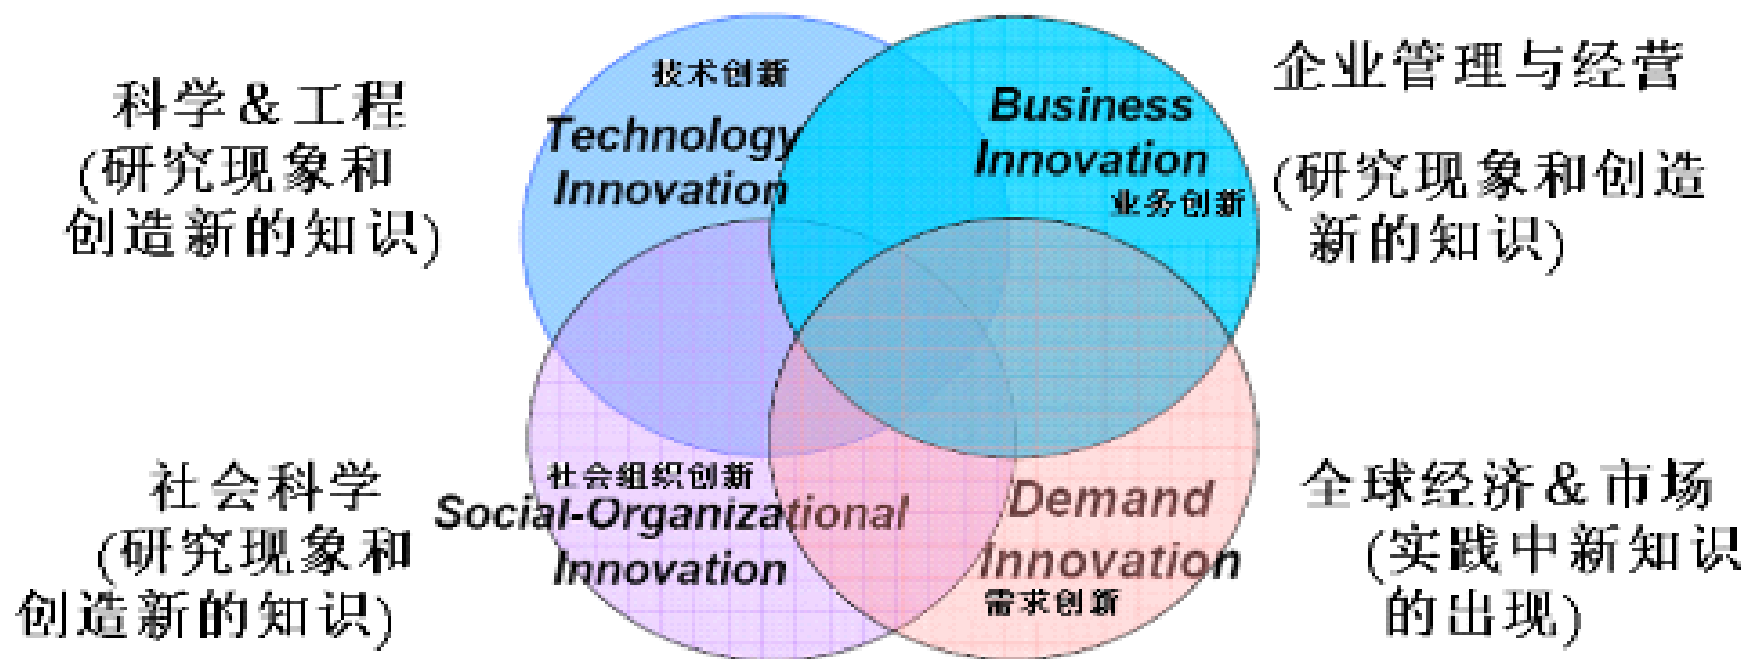 科学&工程
(研究现象和
创造新的知识)
技术创新
Technology
Innovation
Business
Innovation
业务创新
企业管理与经营
(研究现象和创造
新的知识)
社会科学
(研究现象和
创造新的知识)
社会组织创新
Social-Organizational
Innovation
Demand
Innovation
需求创新
全球经济&市场
(实践中新知识
的出现)